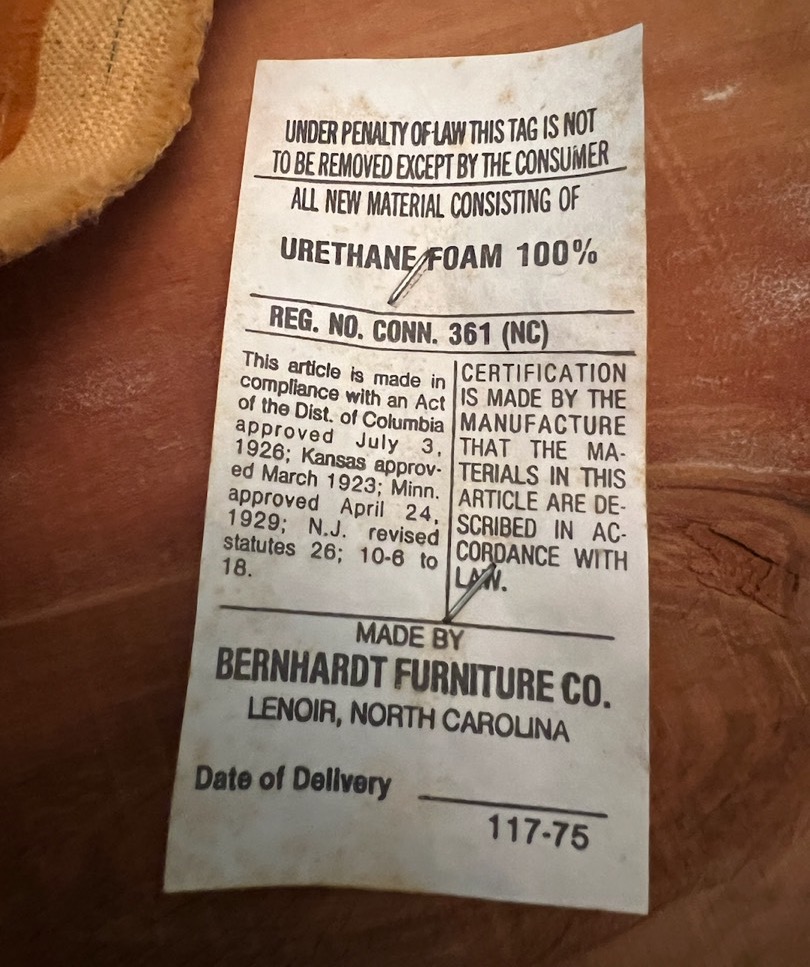 UNDER PENALTY OF LAW THIS TAG IS NOT
TO BE REMOVED EXCEPT BY THE CONSUMER
ALL NEW MATERIAL CONSISTING OF
URETHANE FOAM 100%
REG. NO. CONN. 361 (NC)
This article is made in
compliance with an Act
of the Dist. of Columbia
approved July 3,
1926; Kansas approv-
ed March 1923; Minn.
approved April 24,
1929; N.J. revised
statutes 26; 10-6 to
18.
CERTIFICATION
IS MADE BY THE
MANUFACTURE
THAT THE MA-
TERIALS IN THIS
ARTICLE ARE DE-
SCRIBED IN AC-
CORDANCE WITH
LAW.
MADE BY
BERNHARDT FURNITURE CO.
LENOIR, NORTH CAROLINA
Date of Delivery
117-75